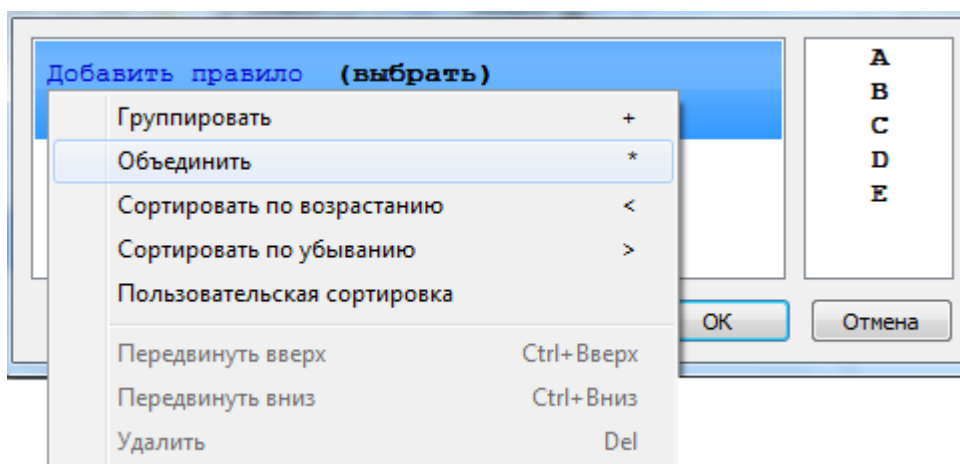 Добавить правило (выбрать)
Группировать +
Объединить *
Сортировать по возрастанию <
Сортировать по убыванию >
Пользовательская сортировка
Передвинуть вверх Ctrl+Вверх
Передвинуть вниз Ctrl+Вниз
Удалить Del
A
B
C
D
E
OK
Отмена